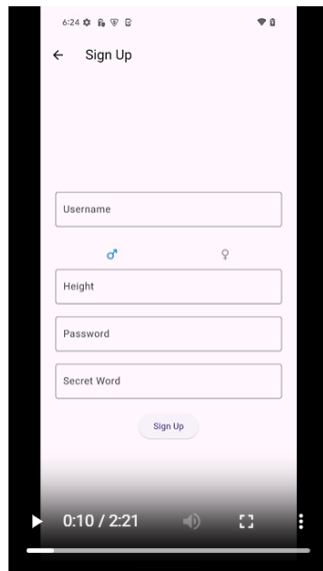 6:24
Sign Up
Username
♂ ♀
Height
Password
Secret Word
Sign Up
0:10 / 2:21